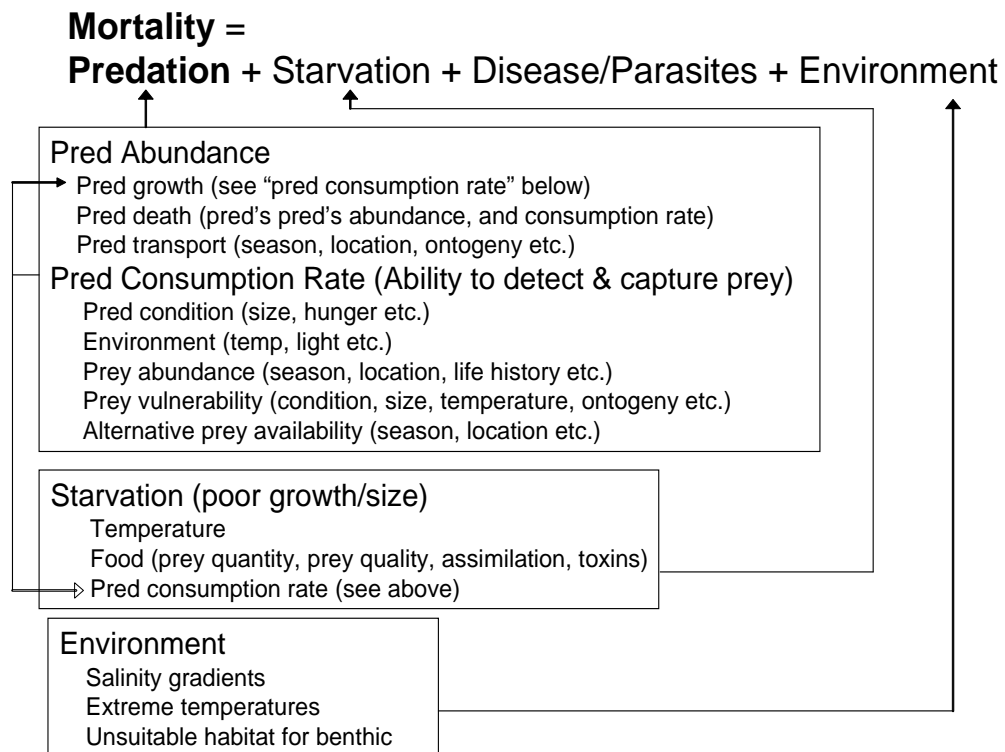 Mortality =
Predation + Starvation + Disease/Parasites + Environment
Pred Abundance
Pred growth (see “pred consumption rate” below)
Pred death (pred’s pred’s abundance, and consumption rate)
Pred transport (season, location, ontogeny etc.)
Pred Consumption Rate (Ability to detect & capture prey)
Pred condition (size, hunger etc.)
Environment (temp, light etc.)
Prey abundance (season, location, life history etc.)
Prey vulnerability (condition, size, temperature, ontogeny etc.)
Alternative prey availability (season, location etc.)
Starvation (poor growth/size)
Temperature
Food (prey quantity, prey quality, assimilation, toxins)
Pred consumption rate (see above)
Environment
Salinity gradients
Extreme temperatures
Unsuitable habitat for benthic